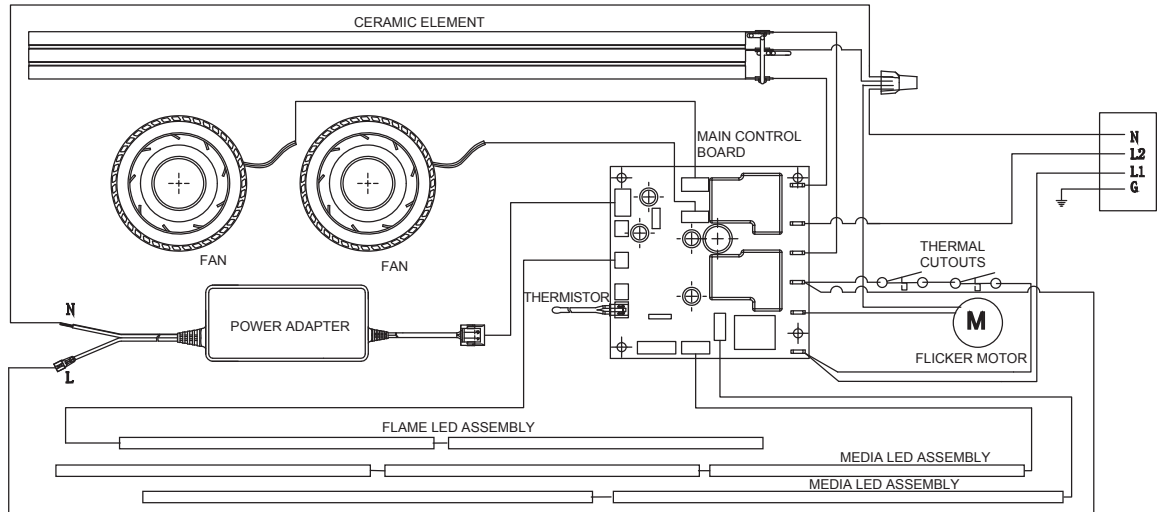 CERAMIC ELEMENT
MAIN CONTROL
BOARD
N
L2
L1
G
THERMAL
CUTOUTS
FAN
FAN
THERMISTOR
N
POWER ADAPTER
L
M
FLICKER MOTOR
FLAME LED ASSEMBLY
MEDIA LED ASSEMBLY
MEDIA LED ASSEMBLY